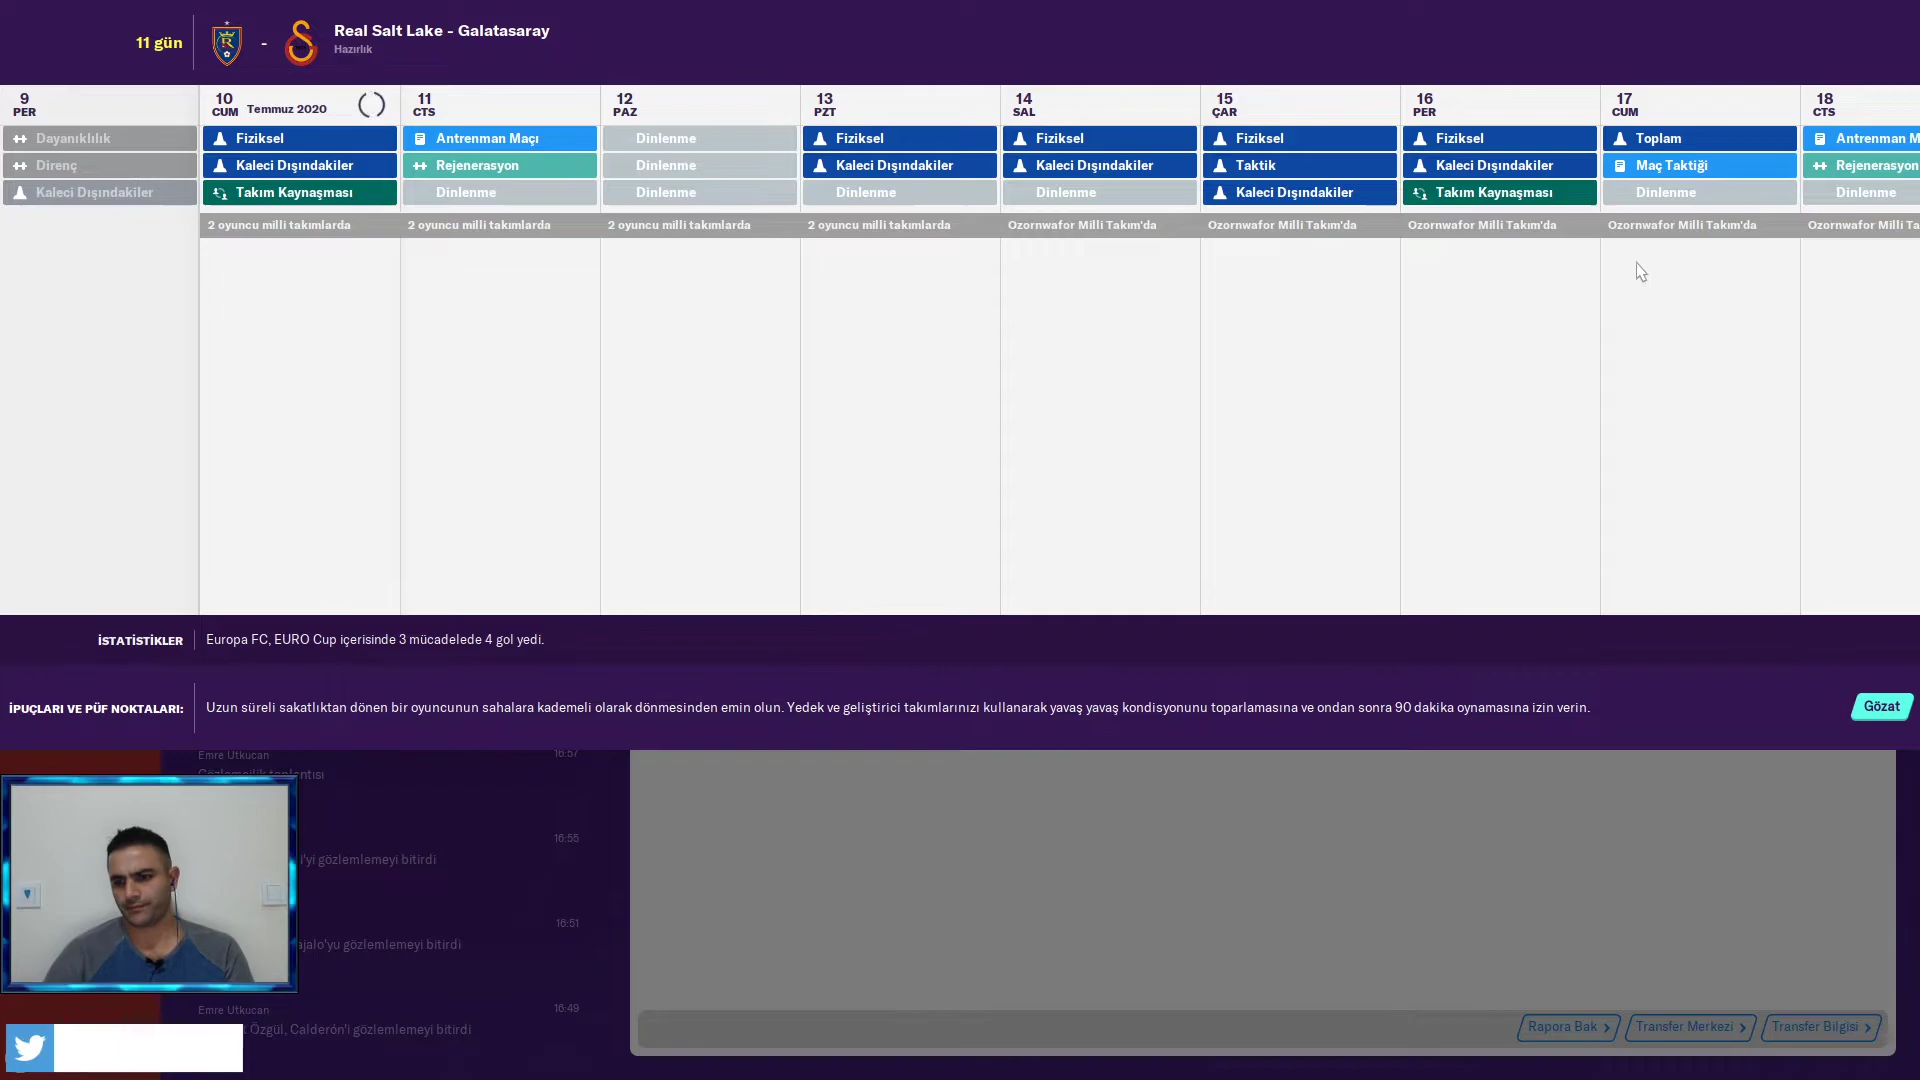 11 gün
-
Real Salt Lake - Galatasaray
Hazırlık
9
PER
Dayanıklılık
Direnç
Kaleci Dışındakiler
10
CUM
Temmuz 2020
Fiziksel
Kaleci Dışındakiler
Takım Kaynaşması
2 oyuncu milli takımlarda
11
CTS
Antrenman Maçı
Rejenerasyon
Dinlenme
2 oyuncu milli takımlarda
12
PAZ
Dinlenme
Dinlenme
Dinlenme
2 oyuncu milli takımlarda
13
PZT
Fiziksel
Kaleci Dışındakiler
Dinlenme
2 oyuncu milli takımlarda
14
SAL
Fiziksel
Kaleci Dışındakiler
Dinlenme
Ozornwafor Milli Takım'da
15
ÇAR
Fiziksel
Taktik
Kaleci Dışındakiler
Ozornwafor Milli Takım'da
16
PER
Fiziksel
Kaleci Dışındakiler
Takım Kaynaşması
Ozornwafor Milli Takım'da
17
CUM
Toplam
Maç Taktiği
Dinlenme
Ozornwafor Milli Takım'da
18
CTS
Antrenman M
Rejenerasyon
Dinlenme
Ozornwafor Milli Ta
İSTATİSTİKLER
Europa FC, EURO Cup içerisinde 3 mücadelede 4 gol yedi.
İPUÇLARI VE PÜF NOKTALARI:
Uzun süreli sakatlıktan dönen bir oyuncunun sahalara kademeli olarak dönmesinden emin olun. Yedek ve geliştirici takımlarınızı kullanarak yavaş yavaş kondisyonunu toparlamasına ve ondan sonra 90 dakika oynamasına izin verin.
Gözat
Emre Utkucan
16:57
Gözlemcilik toplantısı
16:55
l'yi gözlemlemeyi bitirdi
16:51
ajalo'yu gözlemlemeyi bitirdi
Emre Utkucan
16:49
Özgül, Calderón'i gözlemlemeyi bitirdi
Rapora Bak
Transfer Merkezi
Transfer Bilgisi